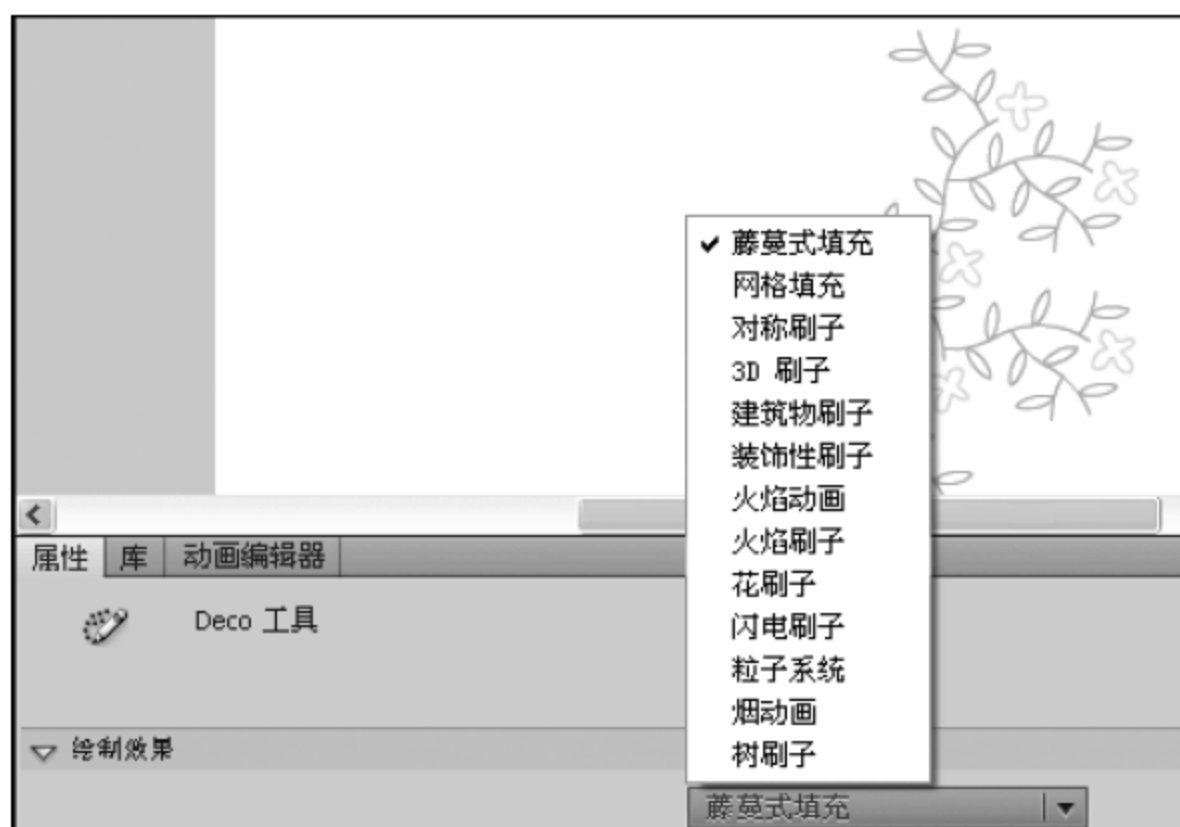 藤蔓式填充
网格填充
对称刷子
3D 刷子
建筑物刷子
装饰性刷子
火焰动画
火焰刷子
花刷子
闪电刷子
粒子系统
烟动画
树刷子
属性 库 动画编辑器
Deco 工具
绘制效果
藤蔓式填充